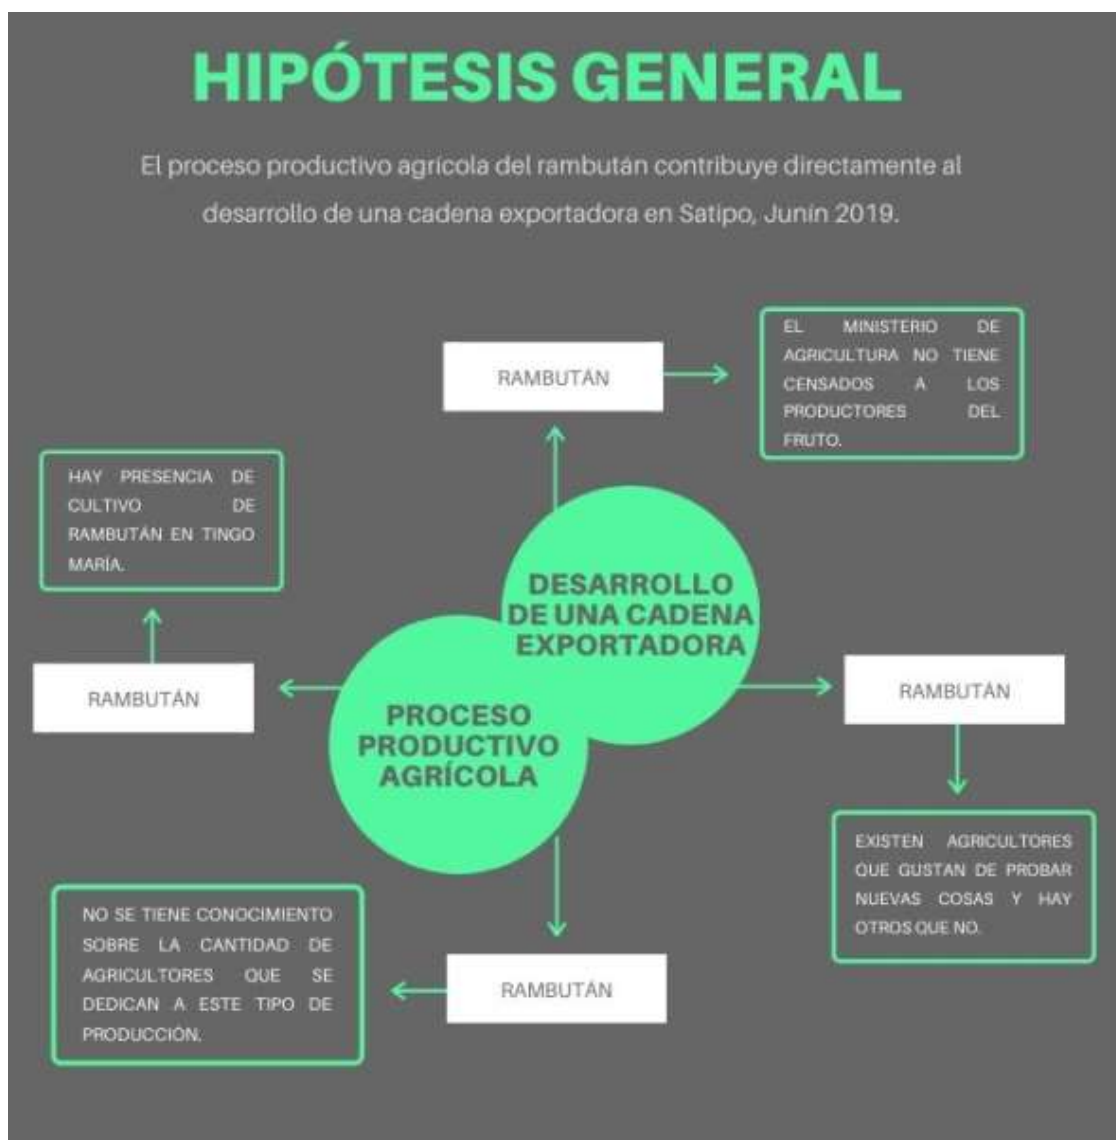 HIPÓTESIS GENERAL
El proceso productivo agrícola del rambután contribuye directamente al
desarrollo de una cadena exportadora en Satipo, Junín 2019.
RAMBUTÁN
EL MINISTERIO DE
AGRICULTURA NO TIENE
CENSADOS A LOS
PRODUCTORES DEL
FRUTO.
HAY PRESENCIA DE
CULTIVO DE
RAMBUTÁN EN TINGO
MARÍA.
RAMBUTÁN
DESARROLLO
DE UNA CADENA
EXPORTADORA
PROCESO
PRODUCTIVO
AGRÍCOLA
RAMBUTÁN
EXISTEN AGRICULTORES
QUE GUSTAN DE PROBAR
NUEVAS COSAS Y HAY
OTROS QUE NO.
NO SE TIENE CONOCIMIENTO
SOBRE LA CANTIDAD DE
AGRICULTORES QUE SE
DEDICAN A ESTE TIPO DE
PRODUCCIÓN.
RAMBUTÁN